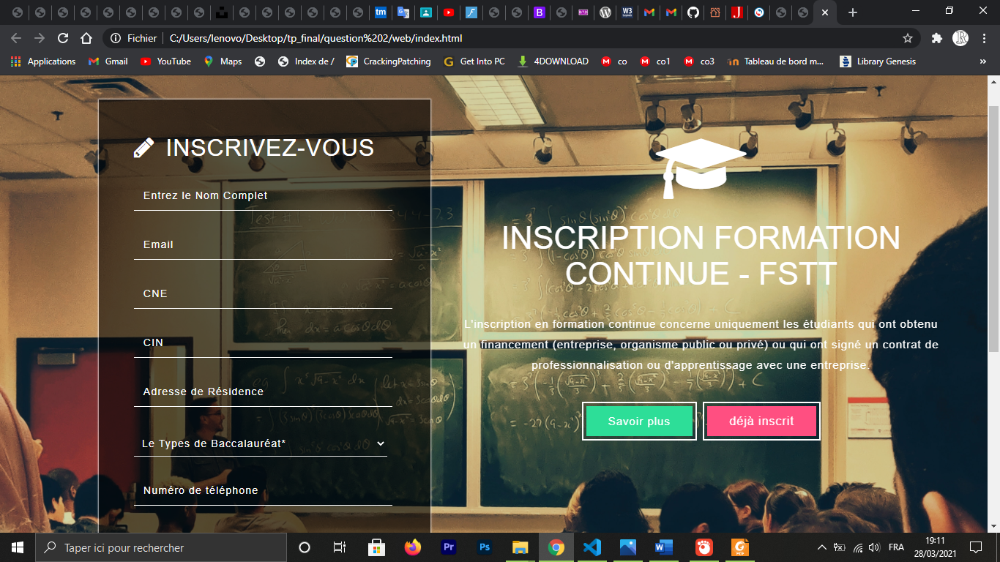 tm
B
BTD
W3
J
Fichier
C:/Users/lenovo/Desktop/tp_final/question%202/web/index.html
Applications
Gmail
YouTube
Maps
Index de /
CrackingPatching
Get Into PC
4DOWNLOAD
co
co1
co3
Tableau de bord m...
Library Genesis
»
INSCRIVEZ-VOUS
Entrez le Nom Complet
Email
CNE
CIN
Adresse de Résidence
Le Types de Baccalauréat*
Numéro de téléphone
INSCRIPTION FORMATION
CONTINUE - FSTT
L'inscription en formation continue concerne uniquement les étudiants qui ont obtenu
un financement (entreprise, organisme public ou privé) ou qui ont signé un contrat de
professionnalisation ou d'apprentissage avec une entreprise.
Savoir plus
déjà inscrit
Taper ici pour rechercher
Pr
Ps
FRA
19:11
28/03/2021